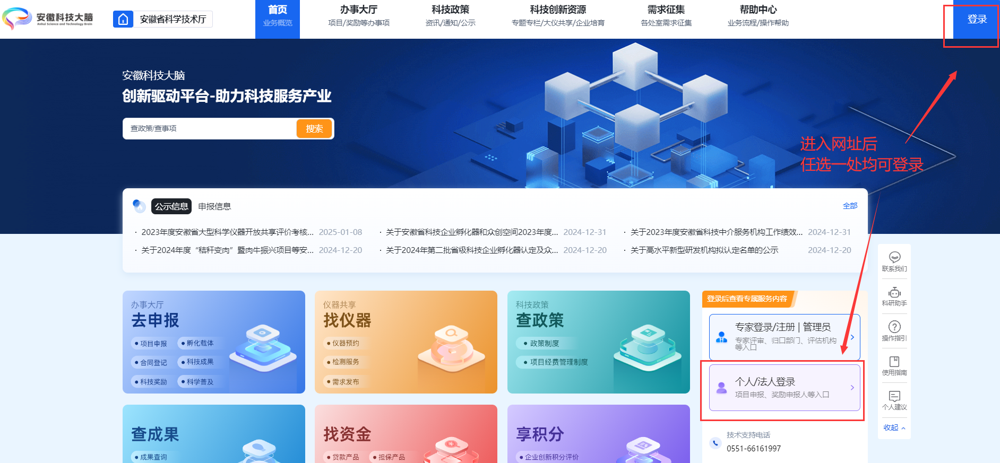 安徽科技大脑
Anhui Science and Technology Brain
安徽省科学技术厅
首页
业务概览
办事大厅
项目/奖励等办事项
科技政策
资讯/通知/公示
科技创新资源
专题专栏/大仪共享/企业培育
需求征集
各处室需求征集
帮助中心
业务流程/操作帮助
登录
安徽科技大脑
创新驱动平台-助力科技服务产业
查政策/查事项
搜索
进入网址后
任选一处均可登录
公示信息 申报信息
全部
· 2023年度安徽省大型科学仪器开放共享评价考核... 2025-01-08
· 关于安徽省科技企业孵化器和众创空间2023年度... 2024-12-31
· 关于2023年度安徽省科技中介服务机构工作绩效... 2024-12-31
· 关于2024年度“秸秆变肉”暨肉牛振兴项目等安... 2024-12-20
· 关于2024年第二批省级科技企业孵化器认定及众... 2024-12-20
· 关于高水平新型研发机构拟认定名单的公示 2024-12-20
办事大厅
去申报
项目申报
孵化载体
合同登记
科技成果
科技奖励
科学普及
仪器共享
找仪器
仪器预约
检测服务
需求发布
科技政策
查政策
政策制度
项目经费管理制度
登录后查看专属服务内容
专家登录/注册 | 管理员
专家评审、归口部门、评估机构
等入口
个人/法人登录
项目申报、奖励申报人等入口
技术支持电话
0551-66161997
查成果
成果查询
找资金
贷款产品
担保产品
享积分
企业创新积分评价
联系我们
科研助手
操作指引
使用指南
个人建议
收起